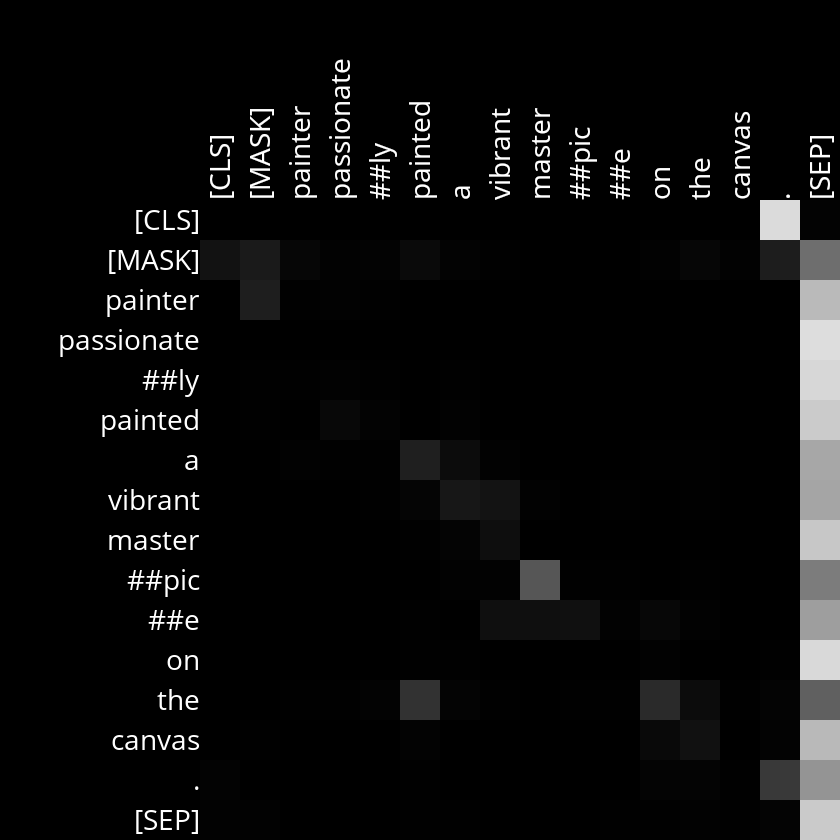 [CLS] [MASK] painter passionate ##ly painted a vibrant master ##pic ##e on the canvas . [SEP]
[CLS]
[MASK]
painter
passionate
##ly
painted
a
vibrant
master
##pic
##e
on
the
canvas
.
[SEP]